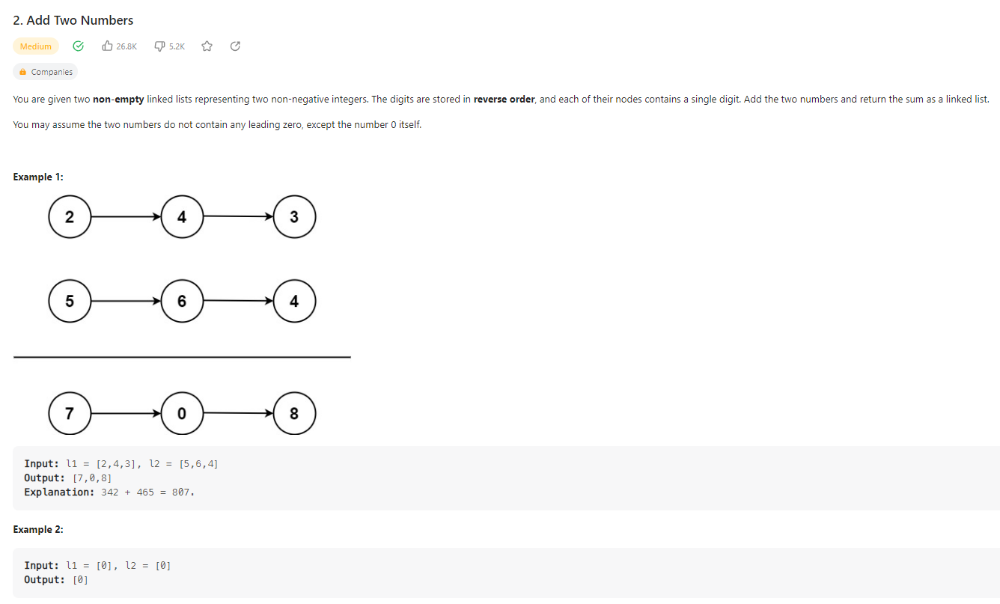 2. Add Two Numbers
Medium 26.8K 5.2K
Companies
You are given two non-empty linked lists representing two non-negative integers. The digits are stored in reverse order, and each of their nodes contains a single digit. Add the two numbers and return the sum as a linked list.
You may assume the two numbers do not contain any leading zero, except the number 0 itself.
Example 1:
2 4 3
5 6 4
7 0 8
Input: l1 = [2,4,3], l2 = [5,6,4]
Output: [7,0,8]
Explanation: 342 + 465 = 807.
Example 2:
Input: l1 = [0], l2 = [0]
Output: [0]